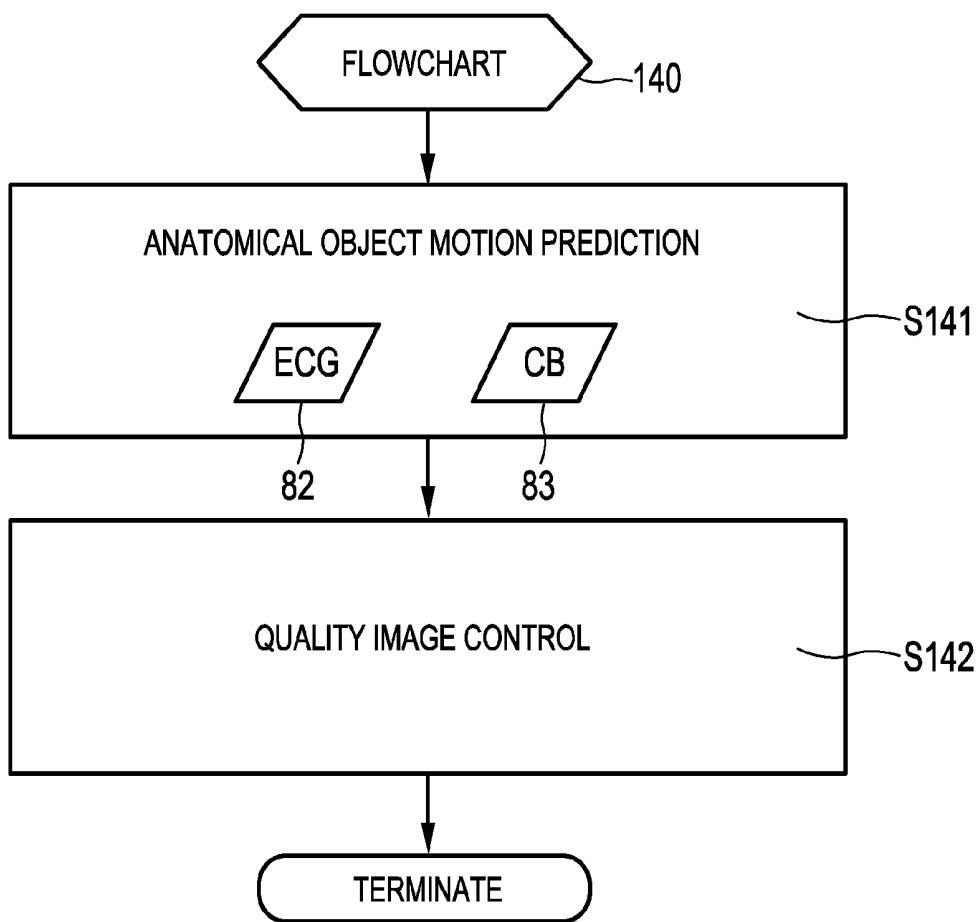 FLOWCHART
140
ANATOMICAL OBJECT MOTION PREDICTION
S141
ECG
CB
82
83
QUALITY IMAGE CONTROL
S142
TERMINATE